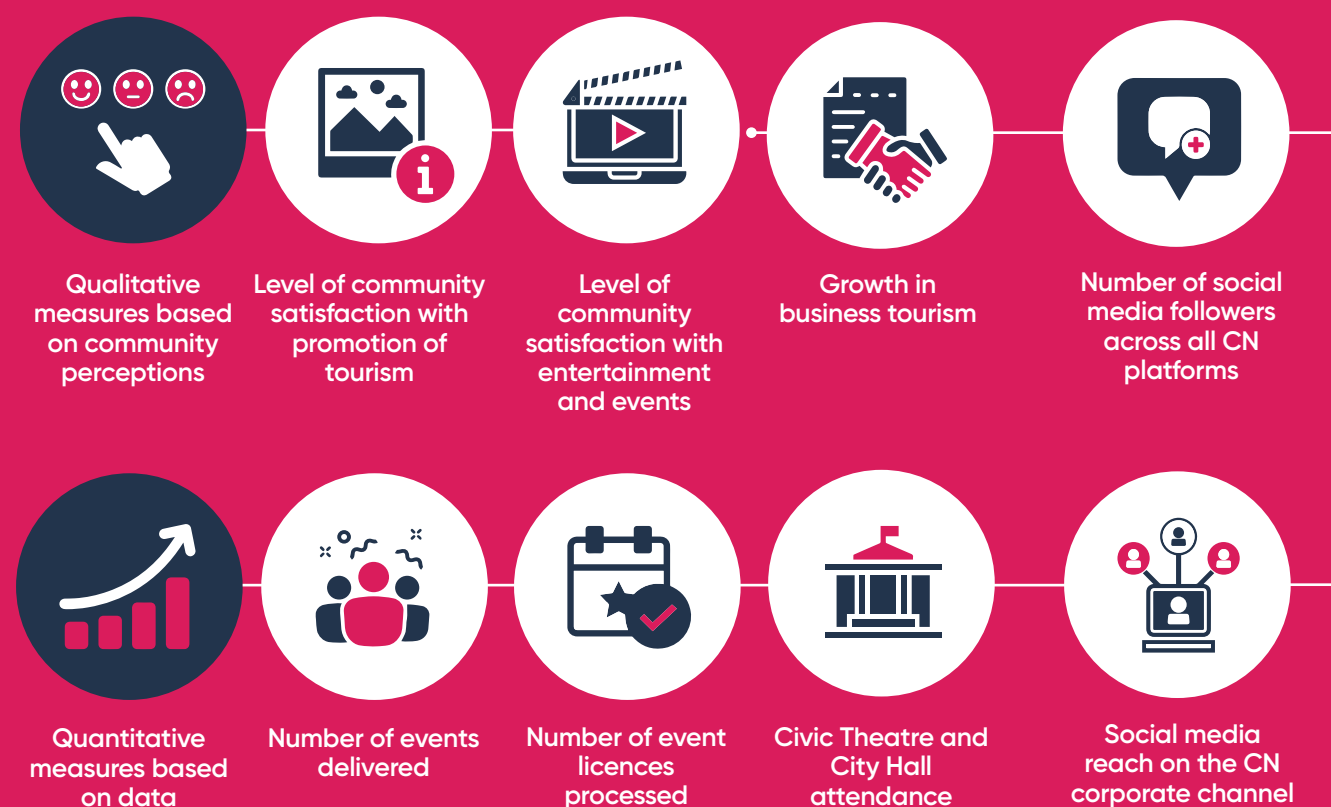 Qualitative
measures based
on community
perceptions
Level of community
satisfaction with
promotion of
tourism
Level of
community
satisfaction with
entertainment
and events
Growth in
business tourism
Number of social
media followers
across all CN
platforms
Quantitative
measures based
on data
Number of events
delivered
Number of event
licences
processed
Civic Theatre and
City Hall
attendance
Social media
reach on the CN
corporate channel